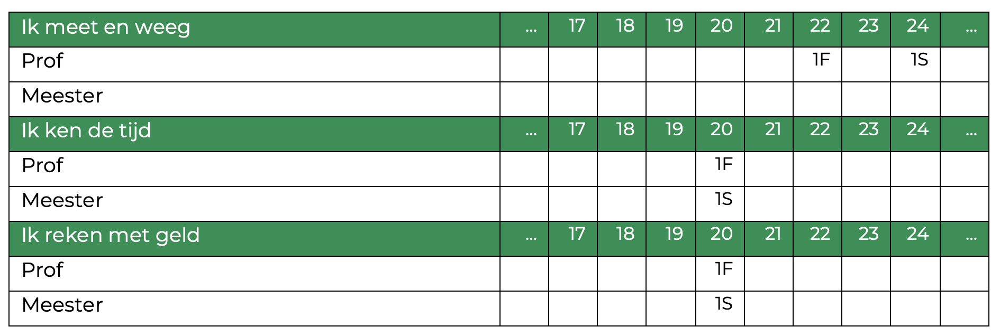 Ik meet en weeg ... 17 18 19 20 21 22 23 24 ...
Prof 1F 1S
Meester
Ik ken de tijd ... 17 18 19 20 21 22 23 24 ...
Prof 1F
Meester 1S
Ik reken met geld ... 17 18 19 20 21 22 23 24 ...
Prof 1F
Meester 1S